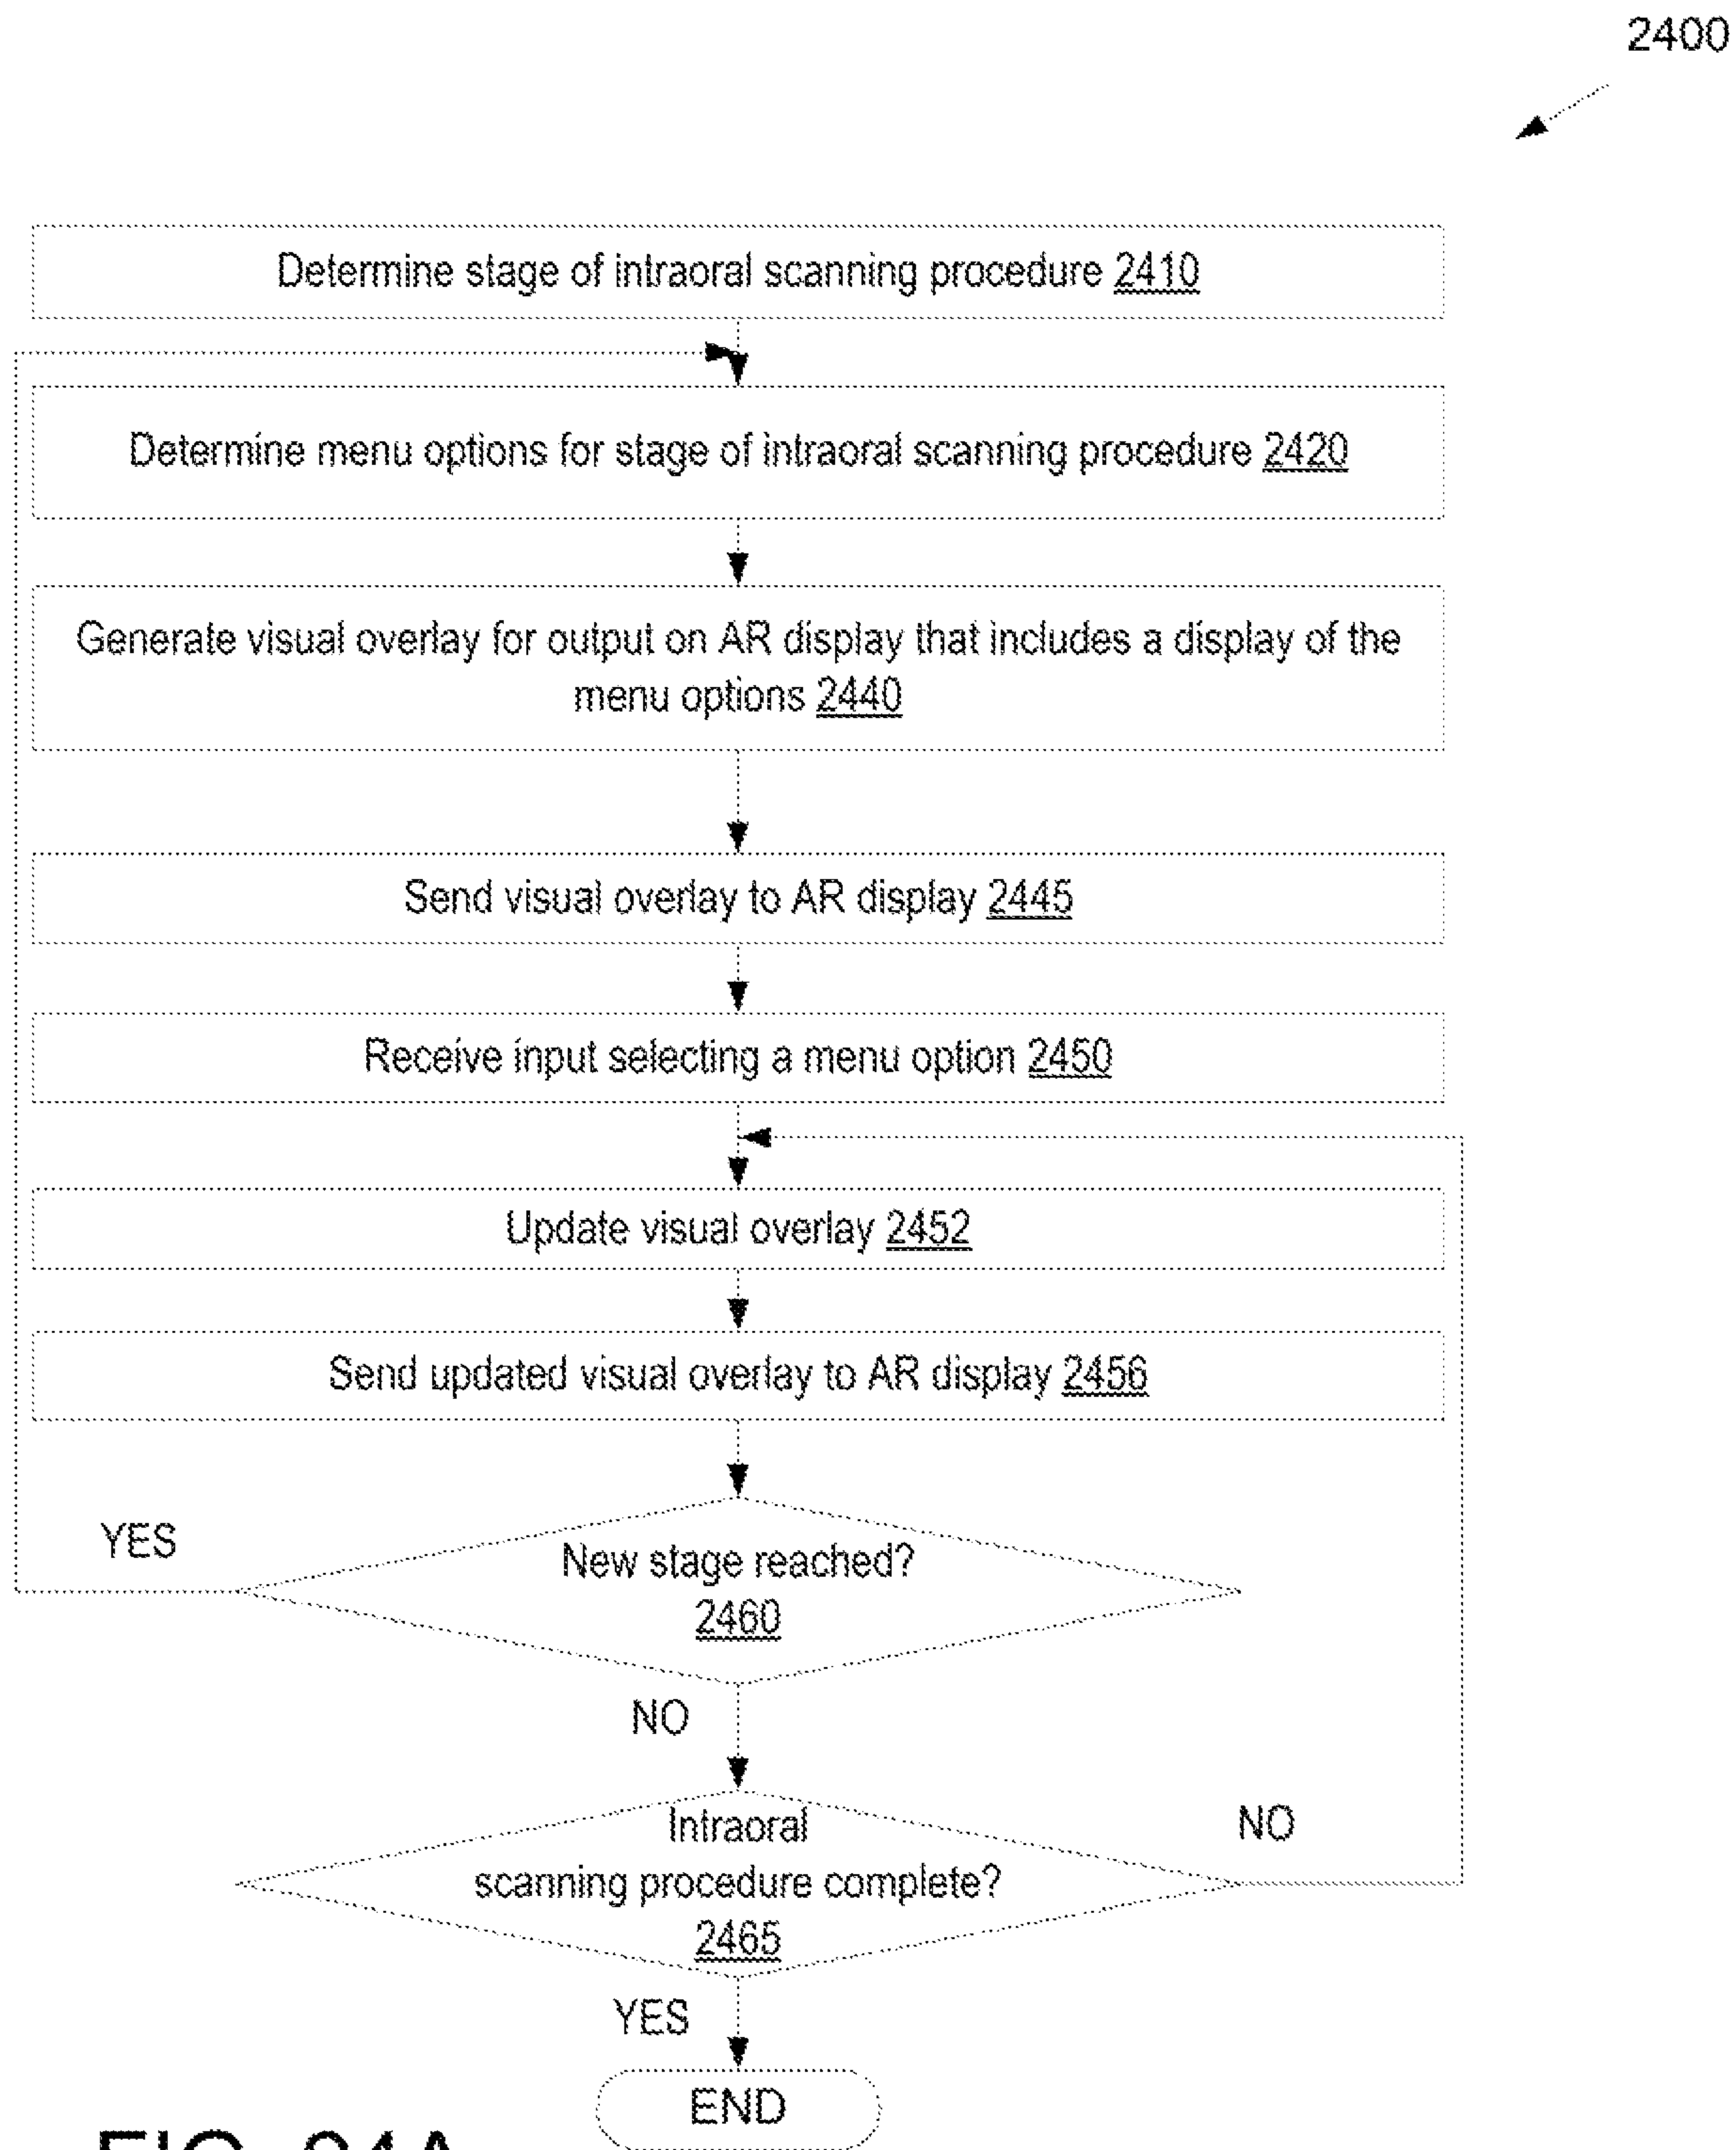 2400
Determine stage of intraoral scanning procedure 2410
Determine menu options for stage of intraoral scanning procedure 2420
Generate visual overlay for output on AR display that includes a display of the
menu options 2440
Send visual overlay to AR display 2445
Receive input selecting a menu option 2450
Update visual overlay 2452
Send updated visual overlay to AR display 2456
YES
New stage reached?
2460
NO
Intraoral
NO
scanning procedure complete?
2465
YES
END
FIG. 24A